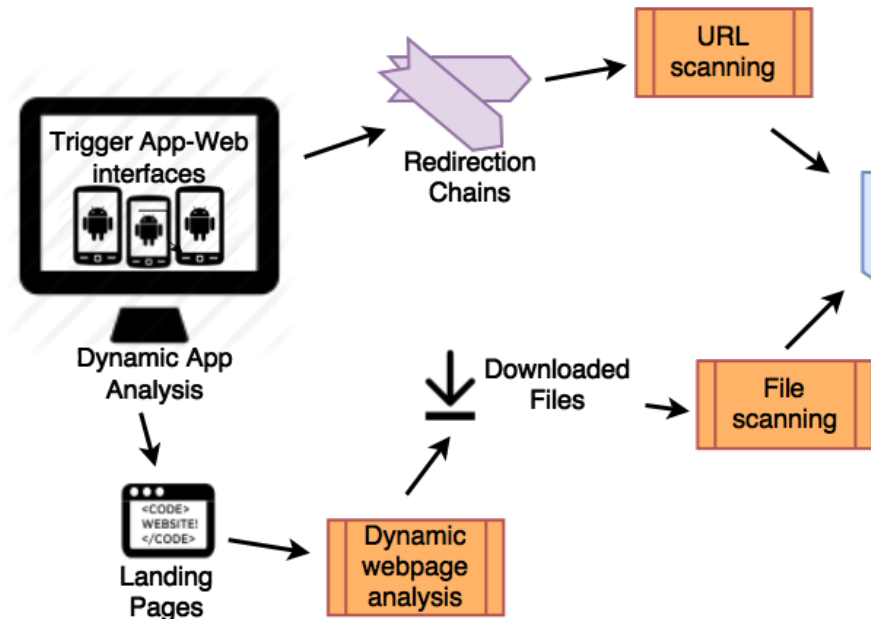 URL
scanning
Trigger App-Web
interfaces
Redirection
Chains
Dynamic App
Analysis
Downloaded
Files
File
scanning
<CODE>
WEBSITE!
</CODE>
Landing
Pages
Dynamic
webpage
analysis